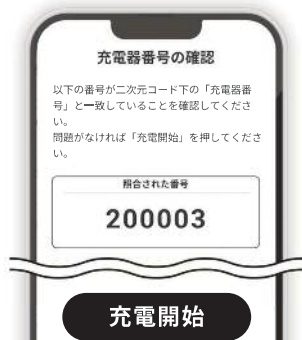 充電器番号の確認
以下の番号が二次元コード下の「充電器番
号」と一致していることを確認してくださ
い。
問題がなければ「充電開始」を押してくださ
い。
照合された番号
200003
充電開始